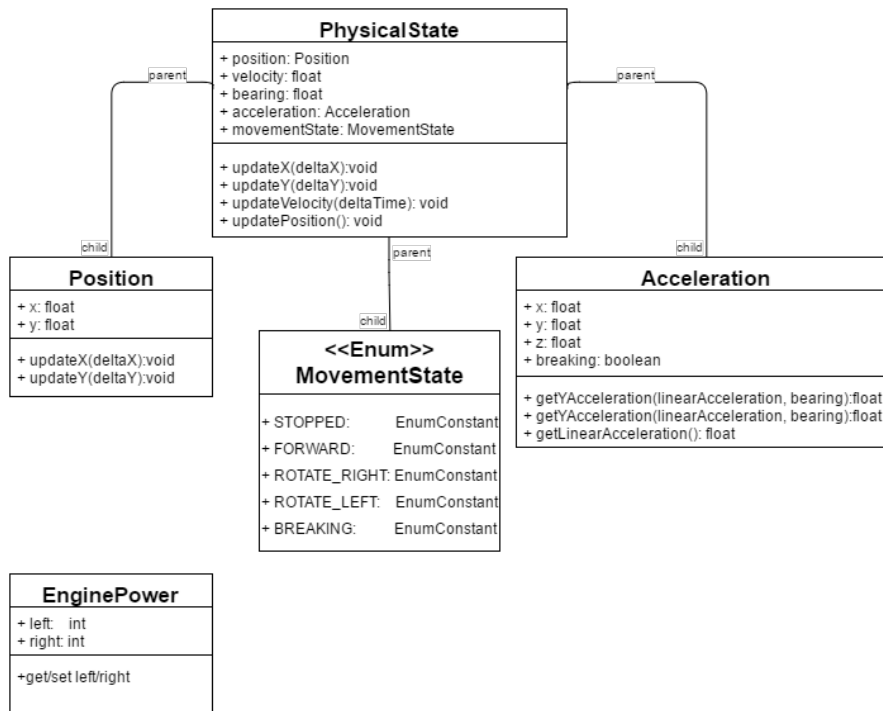 PhysicalState
+ position: Position
+ velocity: float
+ bearing: float
+ acceleration: Acceleration
+ movementState: MovementState
+ updateX(deltaX):void
+ updateY(deltaY):void
+ updateVelocity(deltaTime): void
+ updatePosition(): void
parent
parent
child
parent
child
child
Position
+ x: float
+ y: float
+ updateX(deltaX):void
+ updateY(deltaY):void
<<Enum>>
MovementState
+ STOPPED: EnumConstant
+ FORWARD: EnumConstant
+ ROTATE_RIGHT: EnumConstant
+ ROTATE_LEFT: EnumConstant
+ BREAKING: EnumConstant
Acceleration
+ x: float
+ y: float
+ z: float
+ breaking: boolean
+ getYAcceleration(linearAcceleration, bearing):float
+ getYAcceleration(linearAcceleration, bearing):float
+ getLinearAcceleration(): float
EnginePower
+ left: int
+ right: int
+get/set left/right